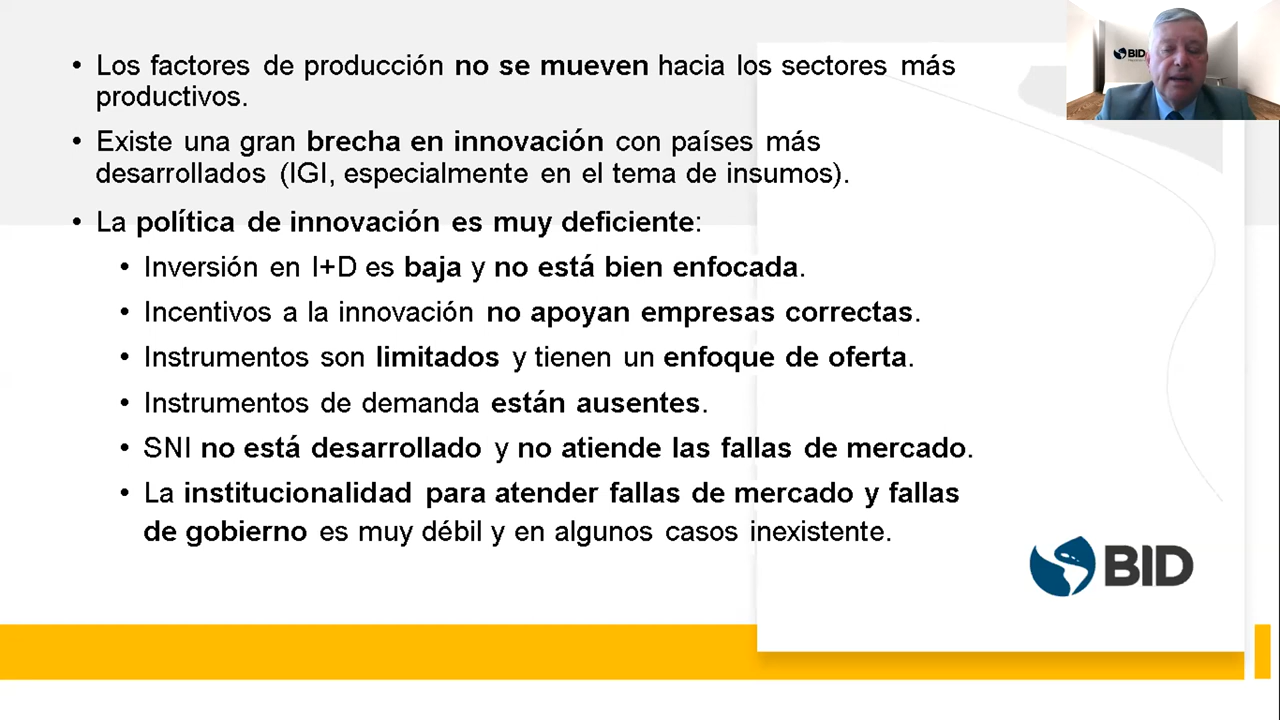 • Los factores de producción no se mueven hacia los sectores más
productivos.
• Existe una gran brecha en innovación con países más
desarrollados (IGI, especialmente en el tema de insumos).
• La política de innovación es muy deficiente:
• Inversión en I+D es baja y no está bien enfocada.
• Incentivos a la innovación no apoyan empresas correctas.
• Instrumentos son limitados y tienen un enfoque de oferta.
• Instrumentos de demanda están ausentes.
• SNI no está desarrollado y no atiende las fallas de mercado.
• La institucionalidad para atender fallas de mercado y fallas
de gobierno es muy débil y en algunos casos inexistente.
BID
BID